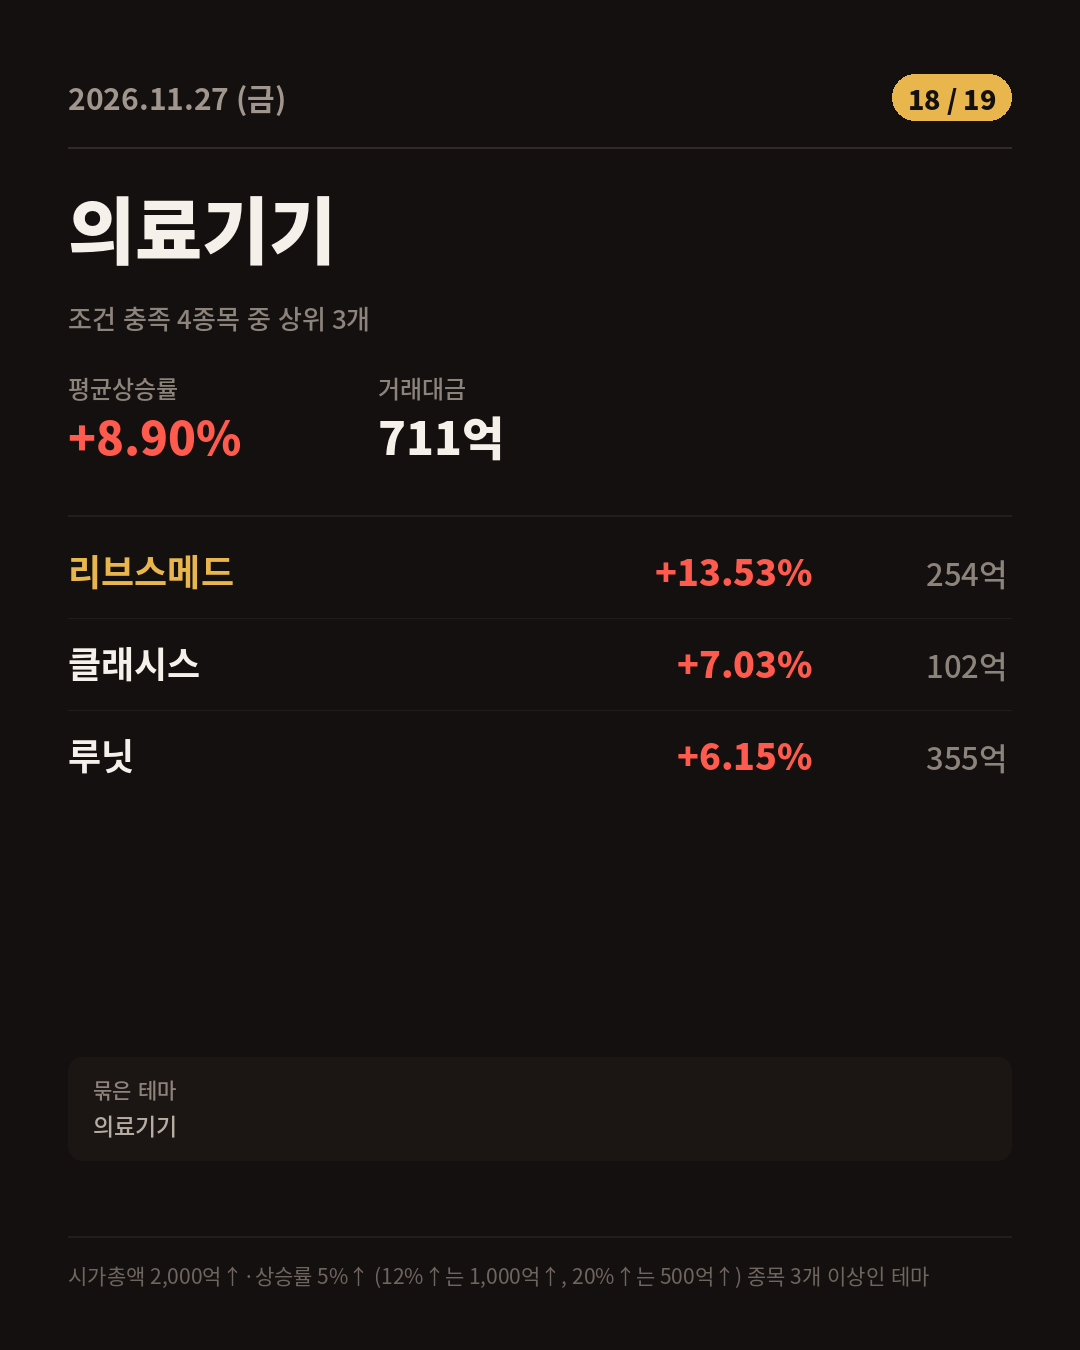 2026.11.27 (금)
18 / 19
의료기기
조건 충족 4종목 중 상위 3개
평균상승률 거래대금
+8.90% 711억
리브스메드 +13.53% 254억
클래시스 +7.03% 102억
루닛 +6.15% 355억
묶은 테마
의료기기
시가총액 2,000억↑ · 상승률 5%↑ (12%↑는 1,000억↑, 20%↑는 500억↑) 종목 3개 이상인 테마